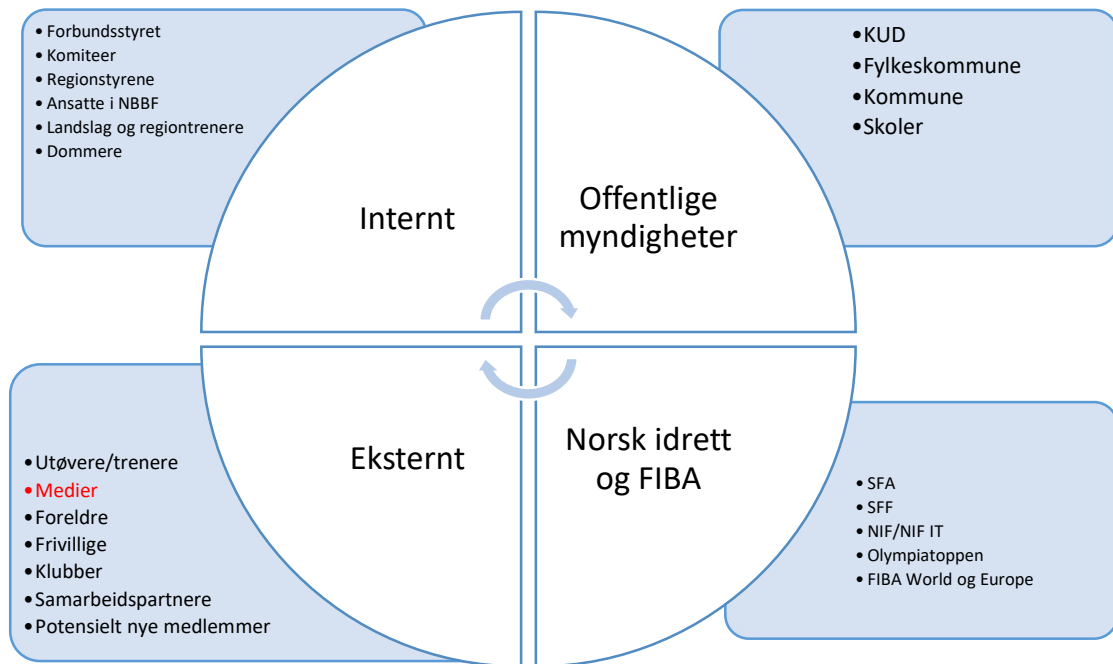 •Forbundsstyret
•Komiteer
•Regionstyrene
•Ansatte i NBBF
•Landslag og regiontrenere
•Dommere
Internt
•KUD
•Fylkeskommune
•Kommune
•Skoler
Offentlige
myndigheter
•Utøvere/trenere
•Medier
•Foreldre
•Frivillige
•Klubber
•Samarbeidspartnere
•Potensielt nye medlemmer
Eksternt
Norsk idrett
og FIBA
•SFA
•SFF
•NIF/NIF IT
•Olympiatoppen
•FIBA World og Europe